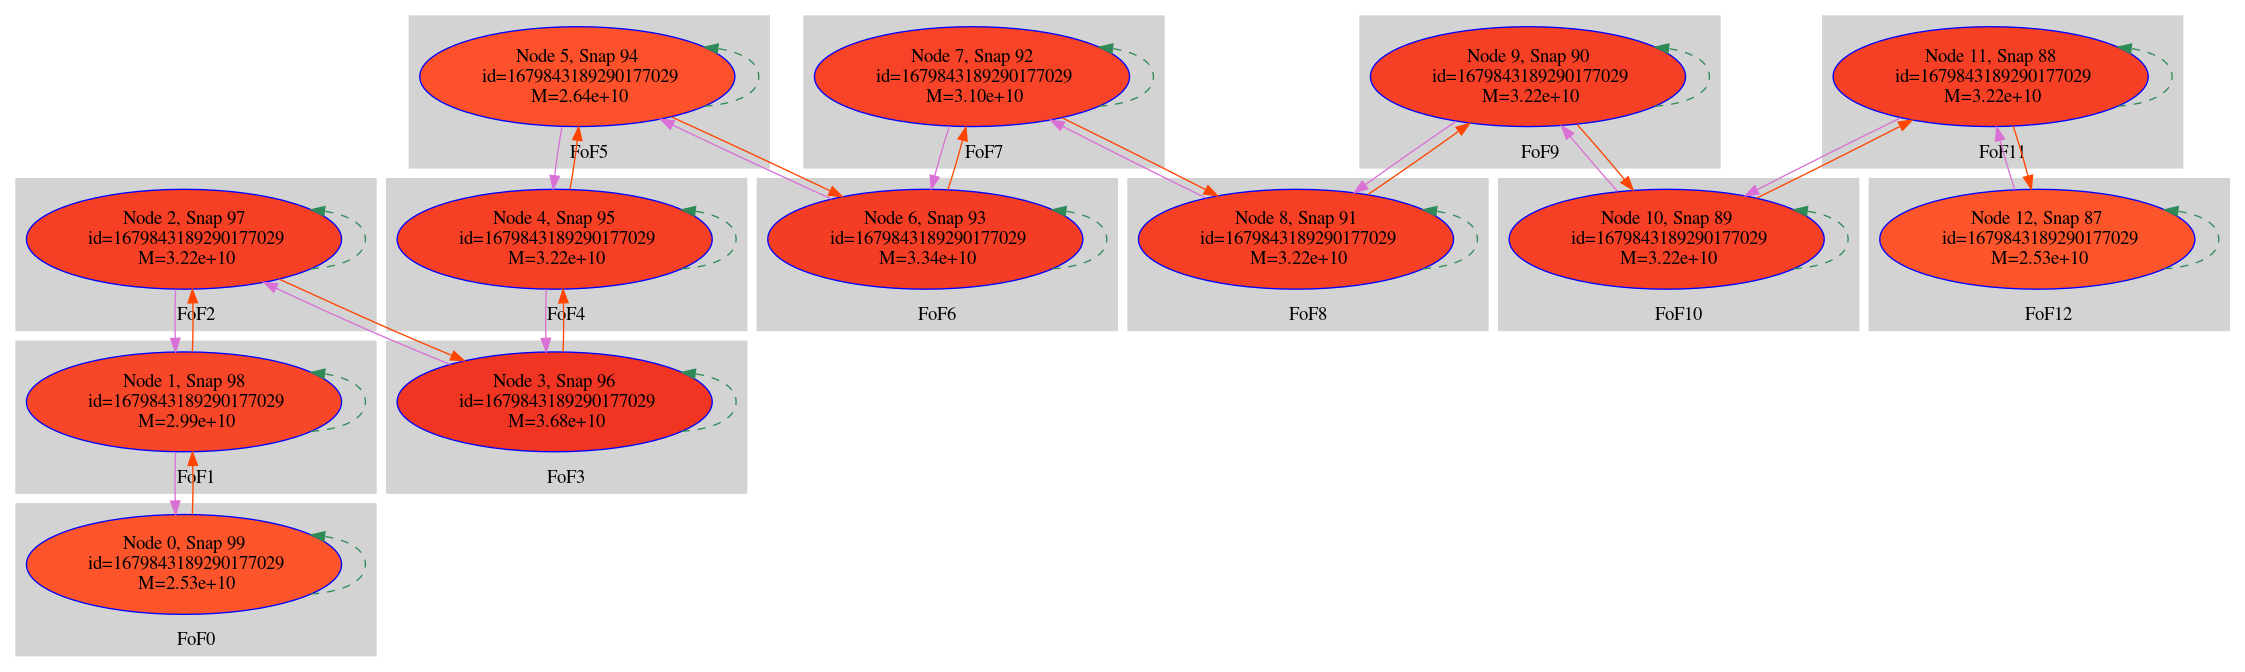 Node 5, Snap 94
id=1679843189290177029
M=2.64e+10
FoF5
Node 7, Snap 92
id=1679843189290177029
M=3.10e+10
FoF7
Node 9, Snap 90
id=1679843189290177029
M=3.22e+10
FoF9
Node 11, Snap 88
id=1679843189290177029
M=3.22e+10
FoF11
Node 2, Snap 97
id=1679843189290177029
M=3.22e+10
FoF2
Node 4, Snap 95
id=1679843189290177029
M=3.22e+10
FoF4
Node 6, Snap 93
id=1679843189290177029
M=3.34e+10
FoF6
Node 8, Snap 91
id=1679843189290177029
M=3.22e+10
FoF8
Node 10, Snap 89
id=1679843189290177029
M=3.22e+10
FoF10
Node 12, Snap 87
id=1679843189290177029
M=2.53e+10
FoF12
Node 1, Snap 98
id=1679843189290177029
M=2.99e+10
FoF1
Node 3, Snap 96
id=1679843189290177029
M=3.68e+10
FoF3
Node 0, Snap 99
id=1679843189290177029
M=2.53e+10
FoF0